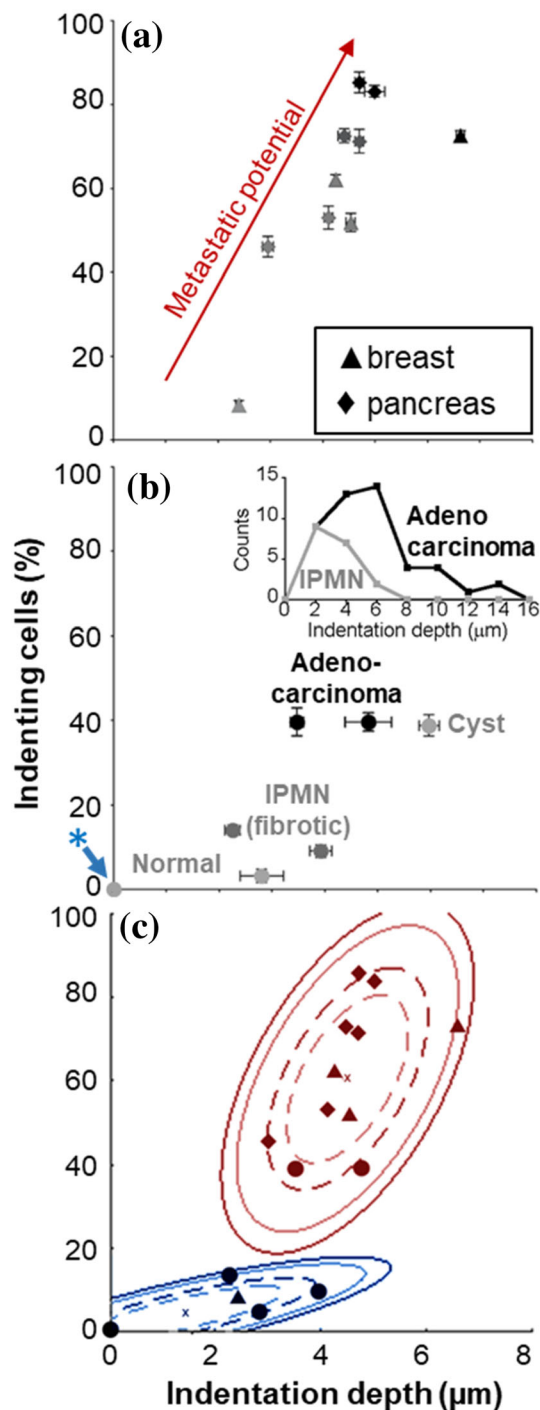 (a)
100
80
60
40
20
0
Metastatic potential
breast
pancreas
Indenting cells (%)
(b)
100
80
60
40
20
0
15
10
5
0
Counts
Adeno
carcinoma
IPMN
0 2 4 6 8 10 12 14 16
Indentation depth (µm)
Adeno-
carcinoma
Cyst
IPMN
(fibrotic)
*
Normal
(c)
100
80
60
40
20
0
x
x
0 2 4 6 8
Indentation depth (µm)